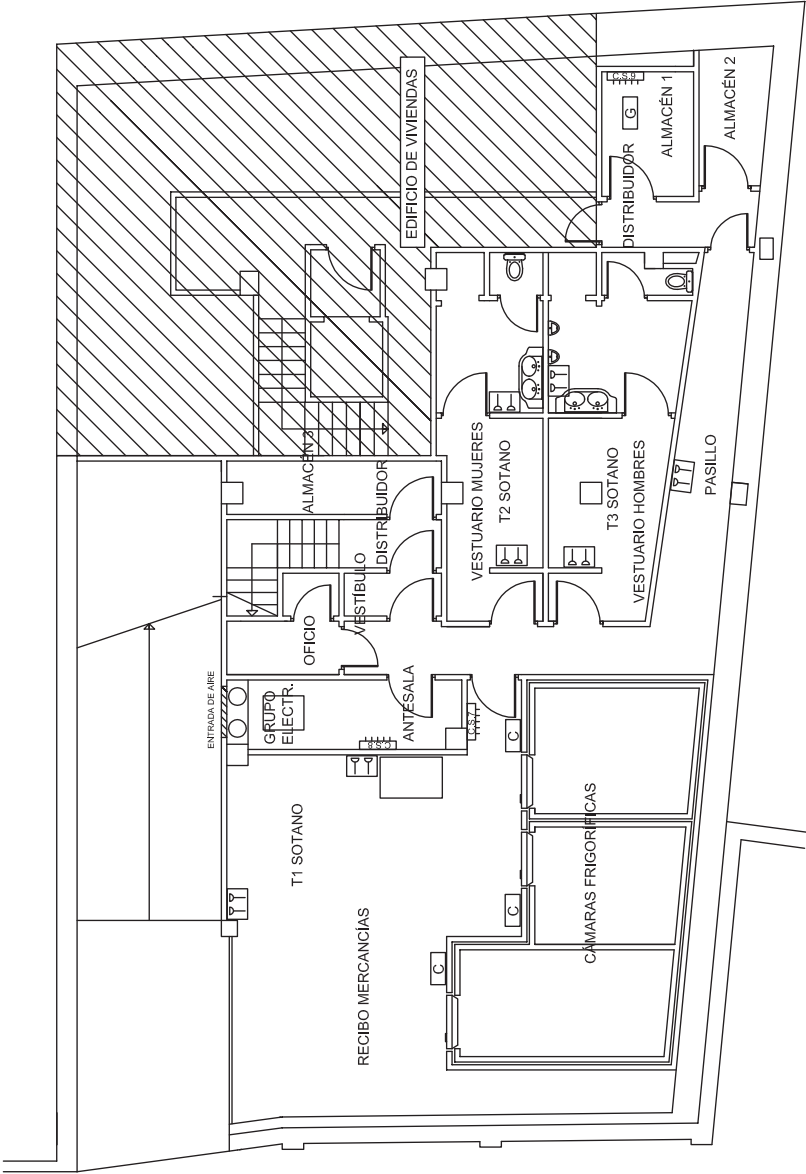 ENTRADA DE AIRE
GRUPO
ELECTR.
T1 SOTANO
OFICIO
ALMACÉN 3
RECIBO MERCANCÍAS
VESTÍBULO
C.S.8
DISTRIBUIDOR
ANTESALA
EDIFICIO DE VIVIENDAS
C
C.S.7
VESTUARIO MUJERES
T2 SOTANO
C
C
CÁMARAS FRIGORÍFICAS
T3 SOTANO
VESTUARIO HOMBRES
DISTRIBUIDOR
C.S.9
G
ALMACÉN 1
PASILLO
ALMACÉN 2